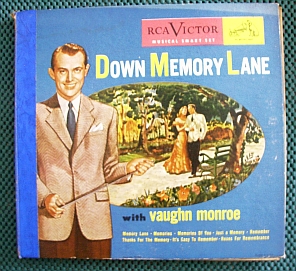 RCA VICTOR
MUSICAL SMART SET
DOWN MEMORY LANE
with vaughn monroe
Memory Lane • Memories • Memories Of You • Just a Memory • Remember
Thanks For The Memory • It's Easy To Remember • Roses For Remembrance